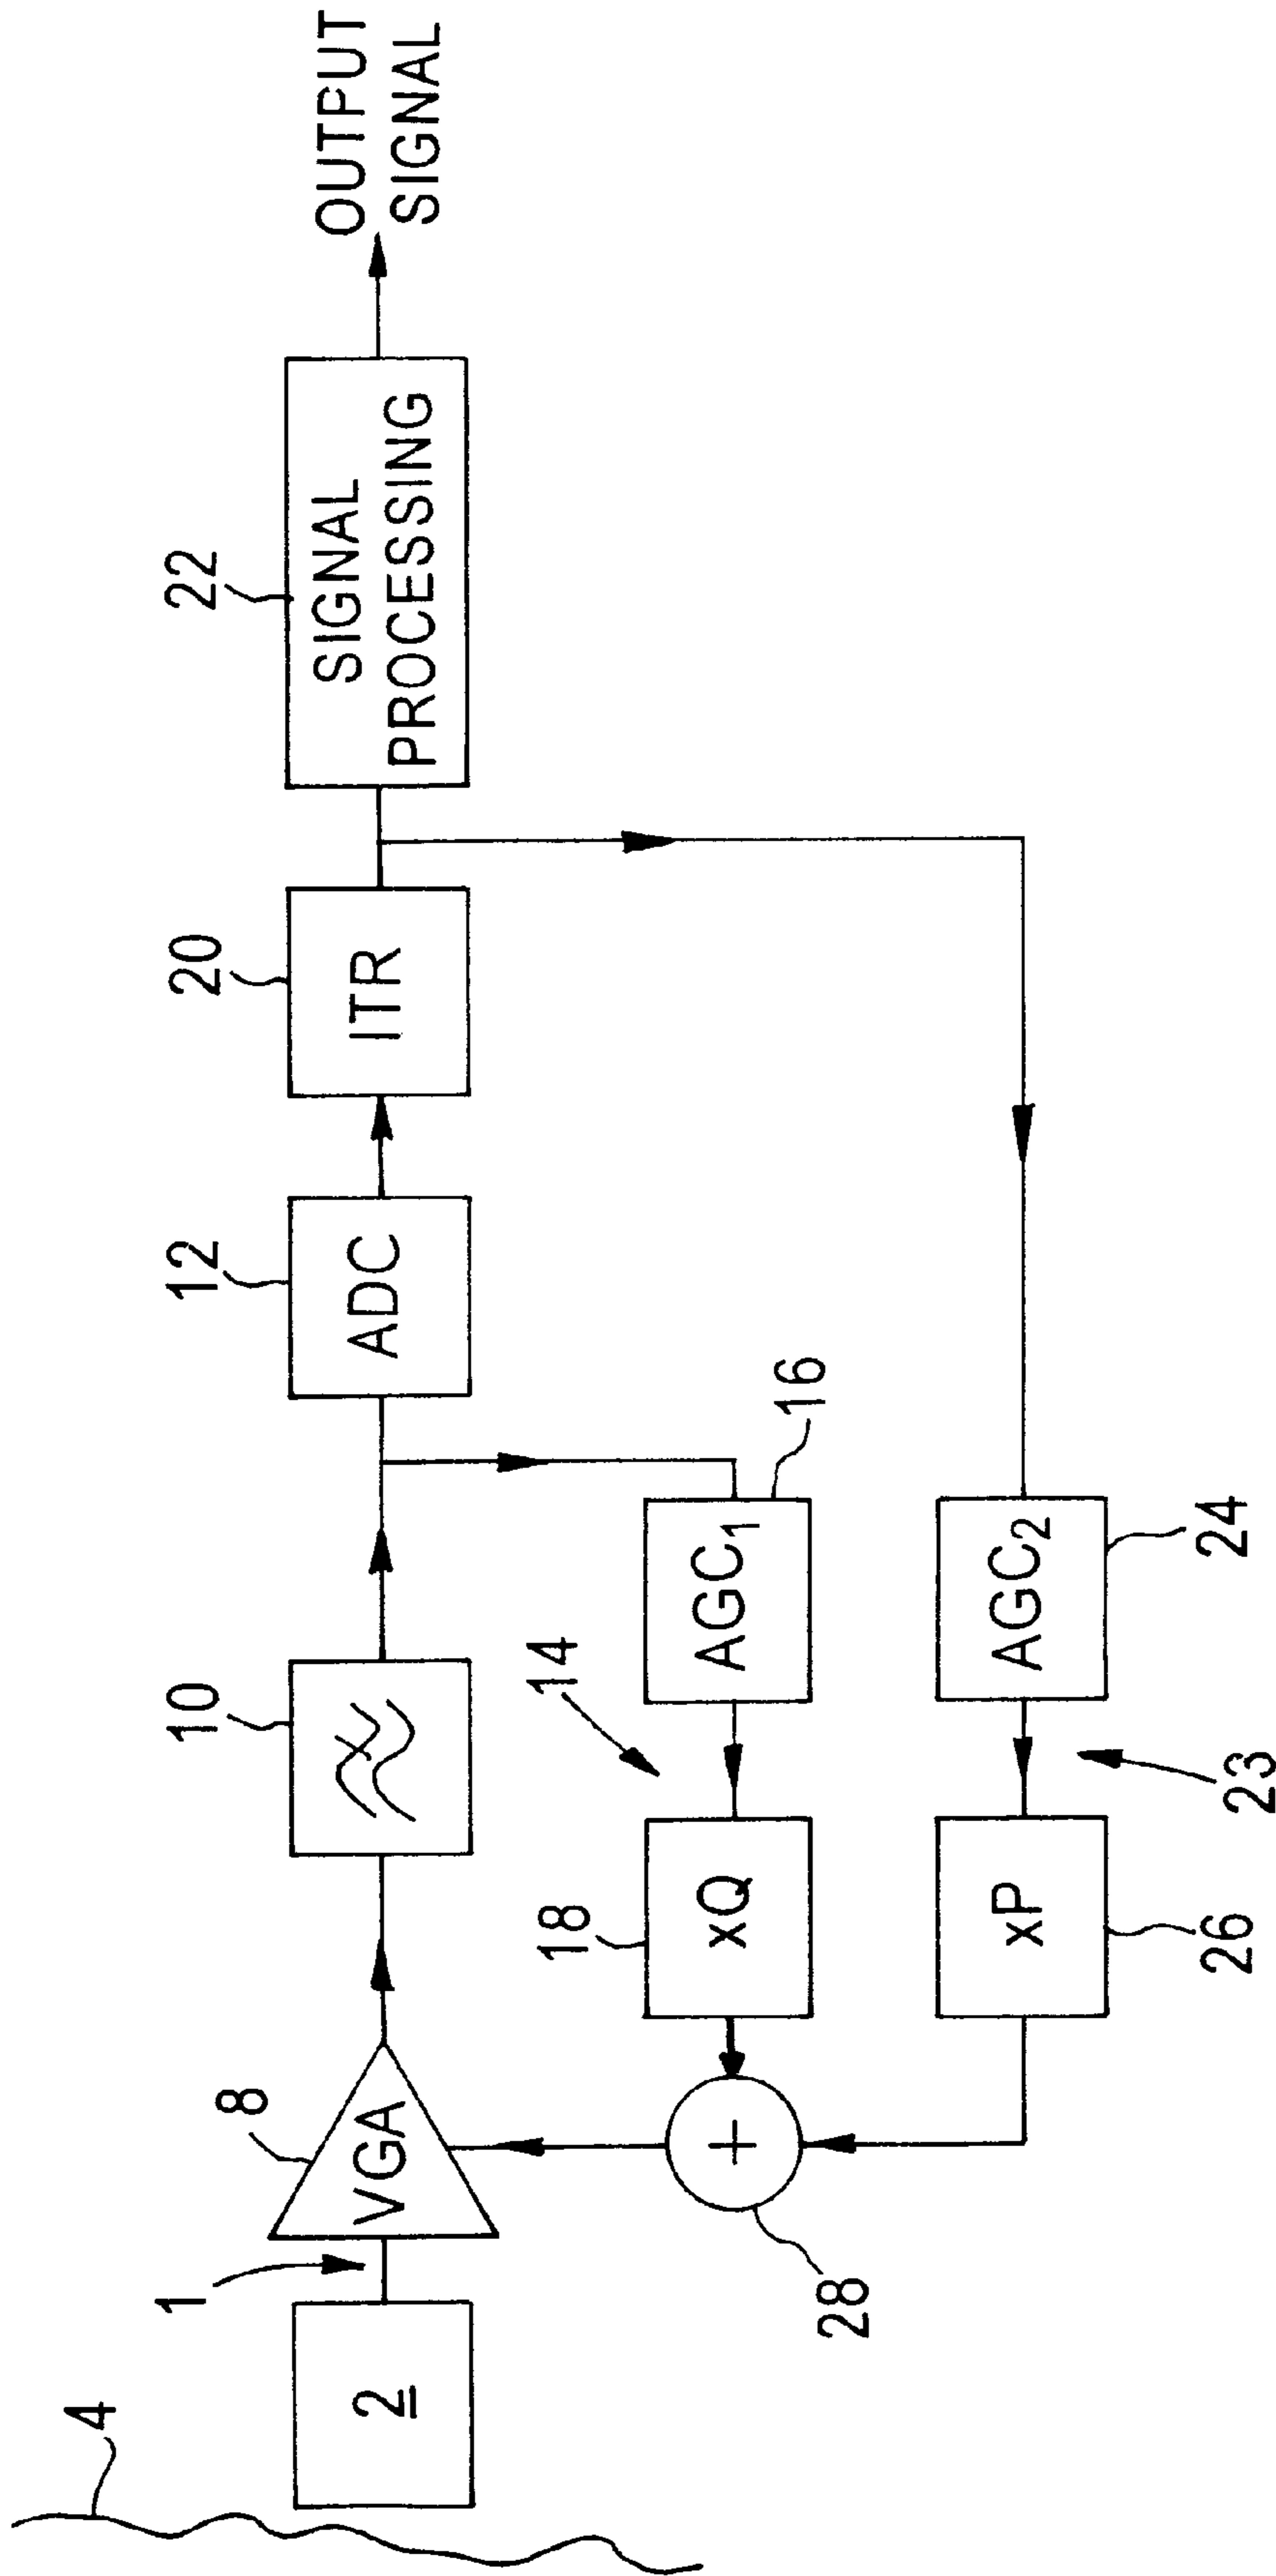 4
2
1
8
VGA
10
12
ADC
20
ITR
22
SIGNAL
PROCESSING
OUTPUT
SIGNAL
28
+
18
xQ
14
AGC1
16
xP
26
23
AGC2
24